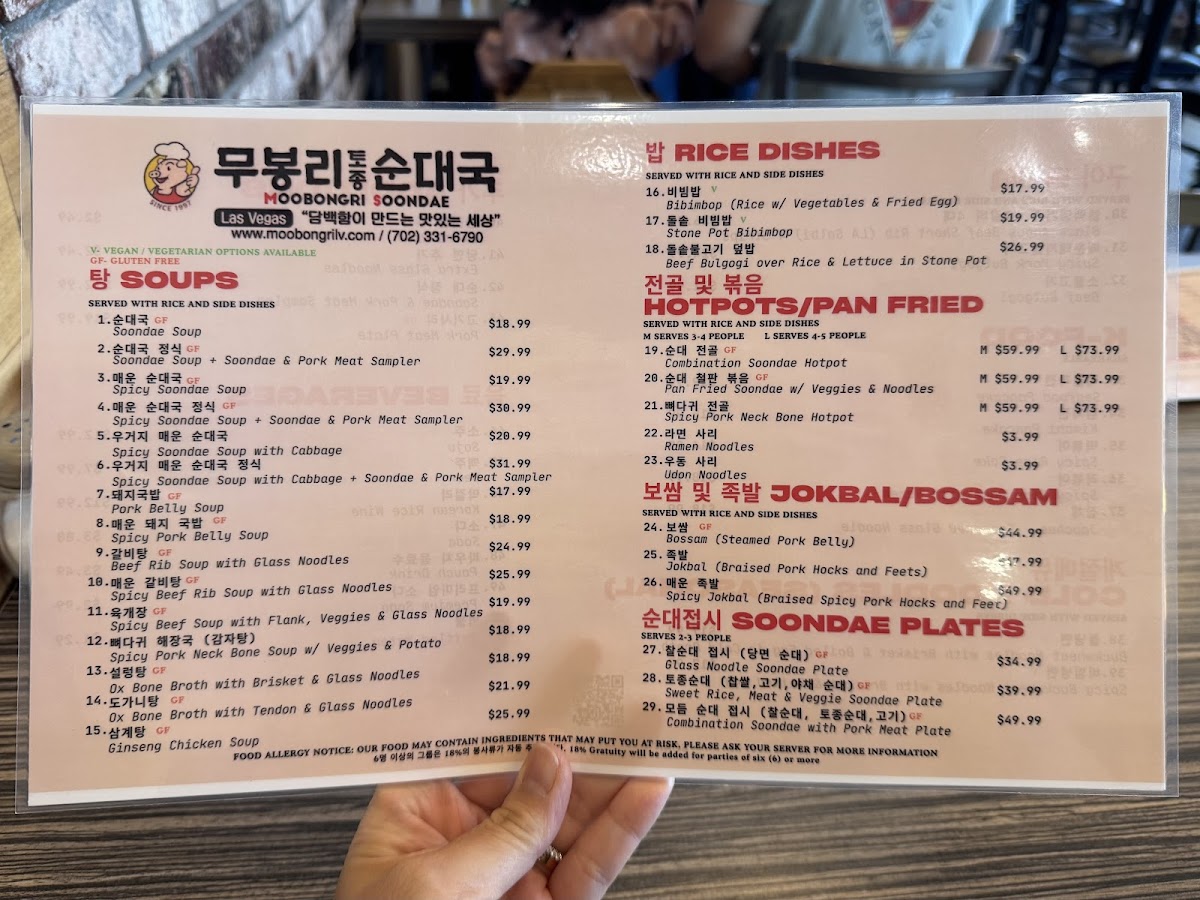 SINCE 1997
무봉리 토종 순대국
MOOBONGRI SOONDAE
Las Vegas "담백함이 만드는 맛있는 세상"
www.moobongrilv.com / (702) 331-6790
V- VEGAN / VEGETARIAN OPTIONS AVAILABLE
GF- GLUTEN FREE
탕 SOUPS
SERVED WITH RICE AND SIDE DISHES
1.순대국 GF $18.99
Soondae Soup
2.순대국 정식 GF $29.99
Soondae Soup + Soondae & Pork Meat Sampler
3.매운 순대국 GF $19.99
Spicy Soondae Soup
4.매운 순대국 정식 GF $30.99
Spicy Soondae Soup + Soondae & Pork Meat Sampler
5.우거지 매운 순대국 $20.99
Spicy Soondae Soup with Cabbage
6.우거지 매운 순대국 정식 $31.99
Spicy Soondae Soup with Cabbage + Soondae & Pork Meat Sampler
7.돼지국밥 GF $17.99
Pork Belly Soup
8.매운 돼지 국밥 GF $18.99
Spicy Pork Belly Soup
9.갈비탕 GF $24.99
Beef Rib Soup with Glass Noodles
10.매운 갈비탕 GF $25.99
Spicy Beef Rib Soup with Glass Noodles
11.육개장 GF $19.99
Spicy Beef Soup with Flank, Veggies & Glass Noodles
12.뼈다귀 해장국 (감자탕) $18.99
Spicy Pork Neck Bone Soup w/ Veggies & Potato
13.설렁탕 GF $18.99
Ox Bone Broth with Brisket & Glass Noodles
14.도가니탕 GF $21.99
Ox Bone Broth with Tendon & Glass Noodles
15.삼계탕 GF $25.99
Ginseng Chicken Soup
밥 RICE DISHES
SERVED WITH RICE AND SIDE DISHES
16.비빔밥 V $17.99
Bibimbop (Rice w/ Vegetables & Fried Egg)
17.돌솥 비빔밥 V $19.99
Stone Pot Bibimbop
18.돌솥불고기 덮밥 $26.99
Beef Bulgogi over Rice & Lettuce in Stone Pot
전골 및 볶음
HOTPOTS/PAN FRIED
SERVED WITH RICE AND SIDE DISHES
M SERVES 3-4 PEOPLE L SERVES 4-5 PEOPLE
19.순대 전골 GF M $59.99 L $73.99
Combination Soondae Hotpot
20.순대 철판 볶음 GF M $59.99 L $73.99
Pan Fried Soondae w/ Veggies & Noodles
21.뼈다귀 전골 M $59.99 L $73.99
Spicy Pork Neck Bone Hotpot
22.라면 사리 $3.99
Ramen Noodles
23.우동 사리 $3.99
Udon Noodles
보쌈 및 족발 JOKBAL/BOSSAM
SERVED WITH RICE AND SIDE DISHES
24. 보쌈 GF $44.99
Bossam (Steamed Pork Belly)
25. 족발 7.99
Jokbal (Braised Pork Hocks and Feets)
26. 매운 족발 $49.99
Spicy Jokbal (Braised Spicy Pork Hocks and Feet)
순대접시 SOONDAE PLATES
SERVES 2-3 PEOPLE
27. 찰순대 접시 (당면 순대) GF $34.99
Glass Noodle Soondae Plate
28. 토종순대 (찹쌀,고기,야채 순대) GF $39.99
Sweet Rice, Meat & Veggie Soondae Plate
29. 모듬 순대 접시 (찰순대, 토종순대,고기) GF $49.99
Combination Soondae with Pork Meat Plate
FOOD ALLERGY NOTICE: OUR FOOD MAY CONTAIN INGREDIENTS THAT MAY PUT YOU AT RISK. PLEASE ASK YOUR SERVER FOR MORE INFORMATION
6명 이상의 그룹은 18%의 봉사류가 자동 18% Gratuity will be added for parties of six (6) or more